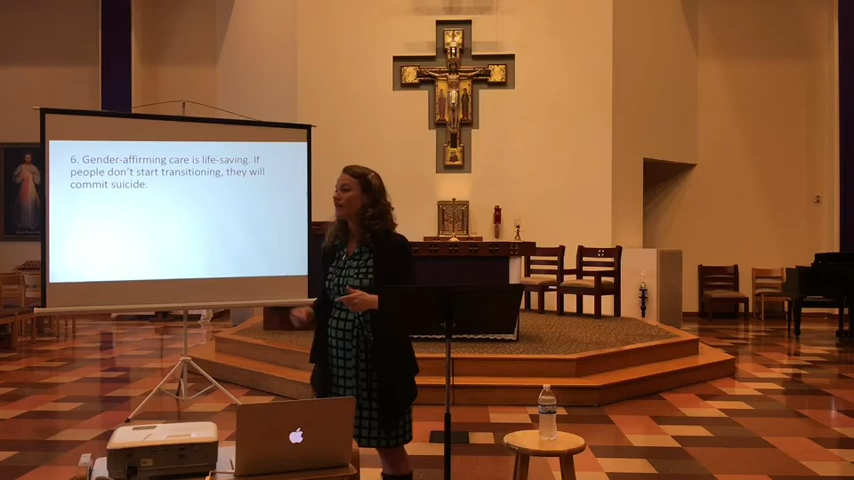 6. Gender-affirming care is life-saving. If
people don't start transitioning, they will
commit suicide.